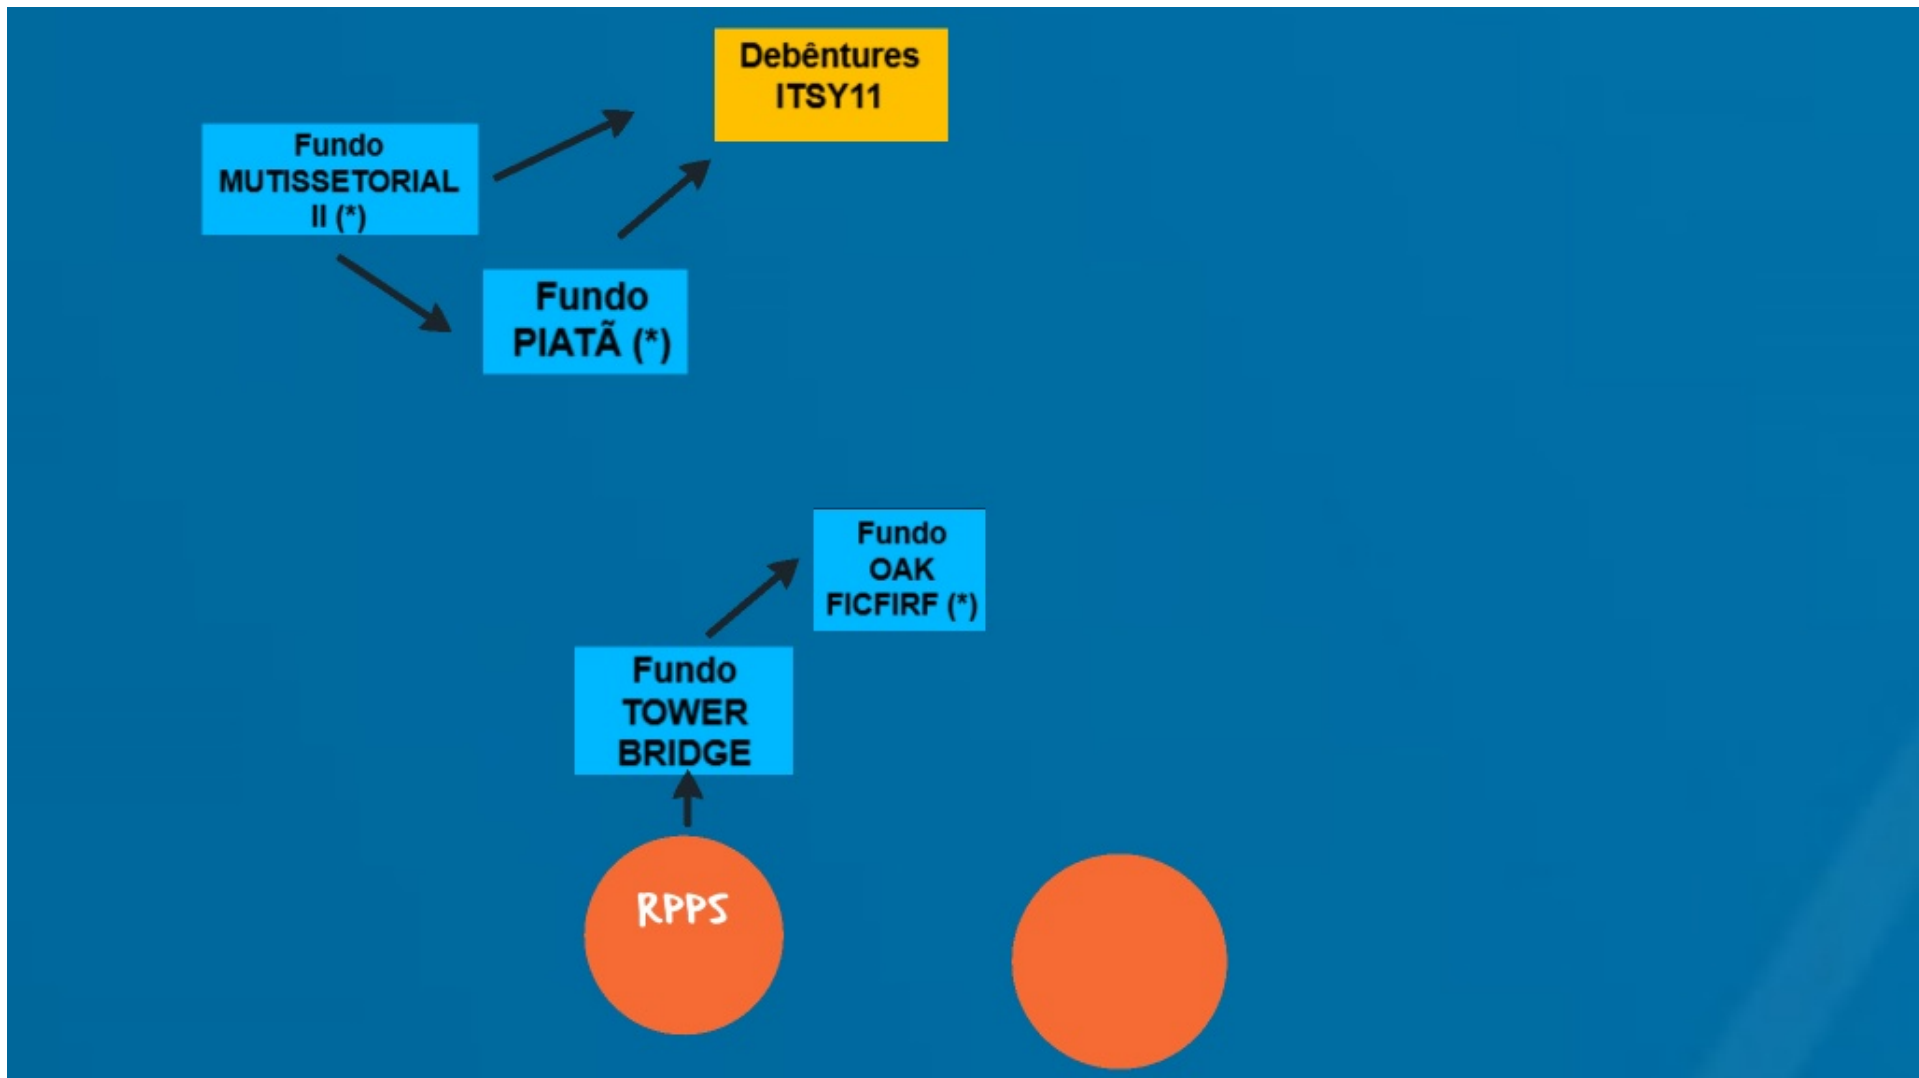 Debêntures
ITSY11
Fundo
MUTISSETORIAL
II (*)
Fundo
PIATÃ (*)
Fundo
OAK
FICFIRF (*)
Fundo
TOWER
BRIDGE
RPPS